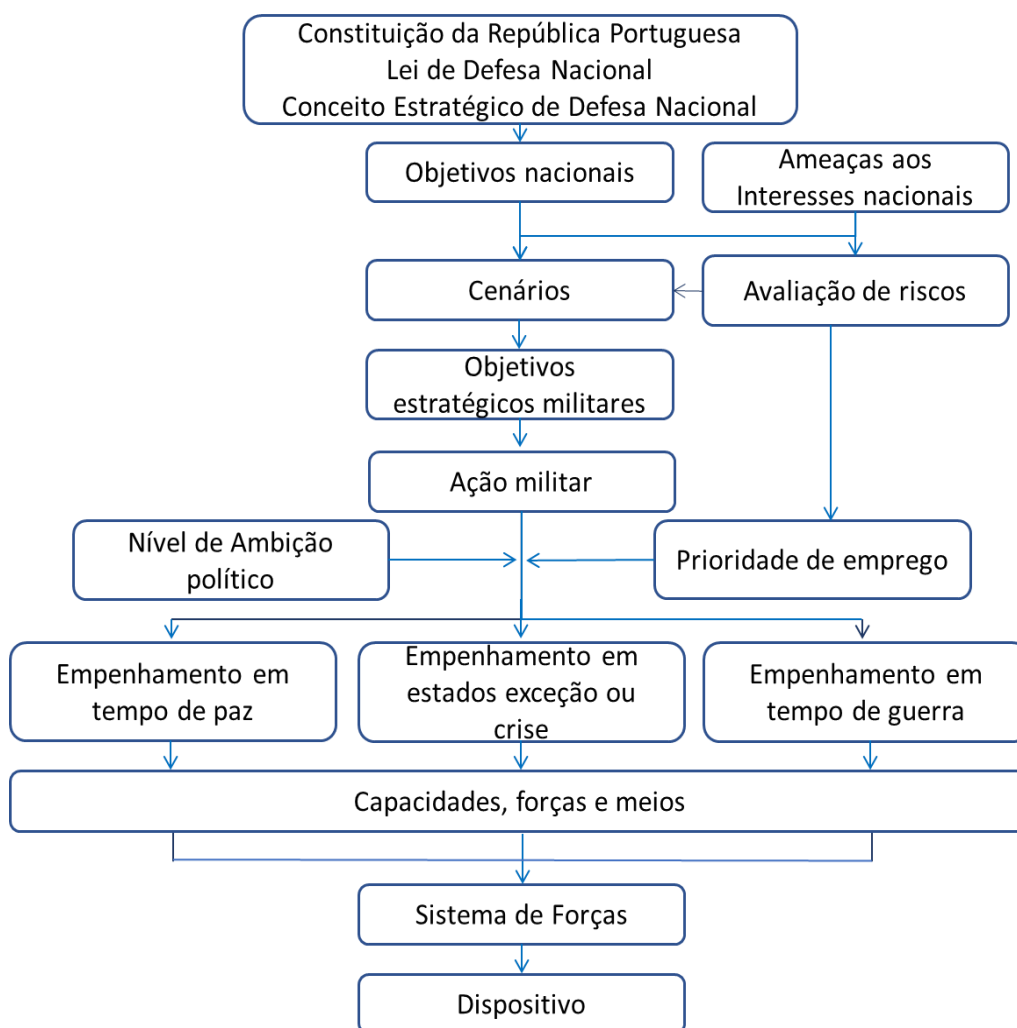 Constituição da República Portuguesa
Lei de Defesa Nacional
Conceito Estratégico de Defesa Nacional
Objetivos nacionais
Ameaças aos
Interesses nacionais
Cenários
Avaliação de riscos
Objetivos
estratégicos militares
Ação militar
Nível de Ambição
político
Prioridade de emprego
Empenhamento em
tempo de paz
Empenhamento em
estados exceção ou
crise
Empenhamento em
tempo de guerra
Capacidades, forças e meios
Sistema de Forças
Dispositivo